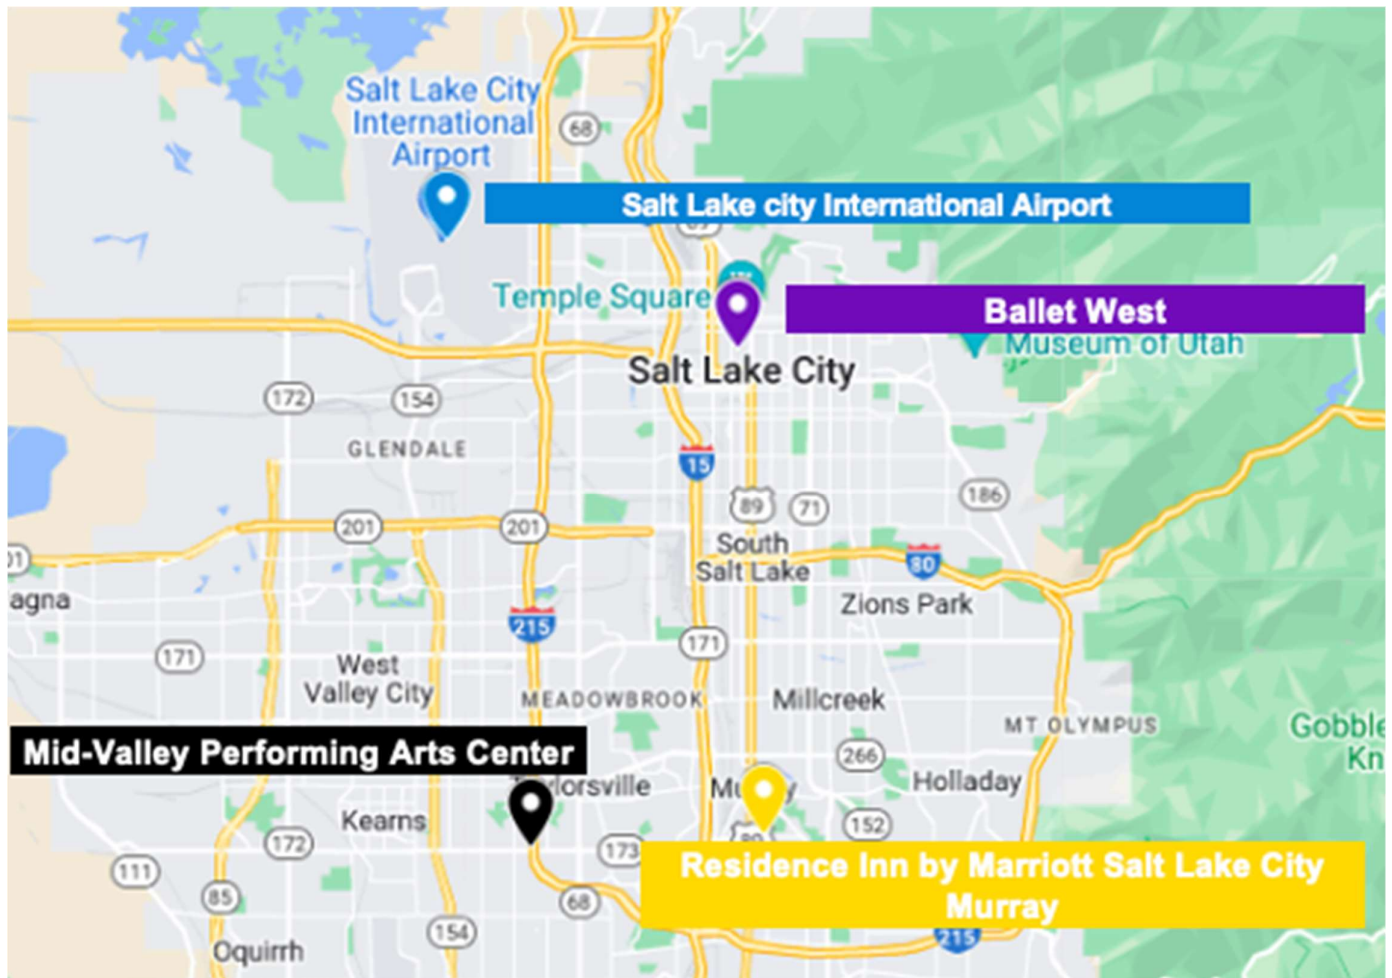 Salt Lake City
International
Airport
68
Salt Lake city International Airport
Temple Square
Ballet West
Museum of Utah
Salt Lake City
172
154
GLENDALE
15
89
71
186
201
201
01
South
Salt Lake
80
agna
Zions Park
215
171
171
West
Valley City
MEADOWBROOK
Millcreek
MT OLYMPUS
Gobble
Kn
Mid-Valley Performing Arts Center
266
Holladay
Kearns
172
173
152
111
85
68
154
Residence Inn by Marriott Salt Lake City
Murray
215
Oquirrh